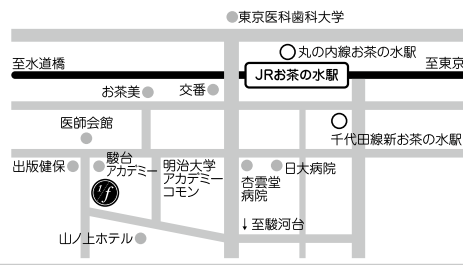 東京医科歯科大学
丸の内線お茶の水駅
至水道橋
至東京
JRお茶の水駅
お茶美
交番
医師会館
千代田線新お茶の水駅
出版健保
駿台
アカデミー
明治大学
アカデミー
コモン
杏雲堂
病院
日大病院
1/f
↓至駿河台
山ノ上ホテル